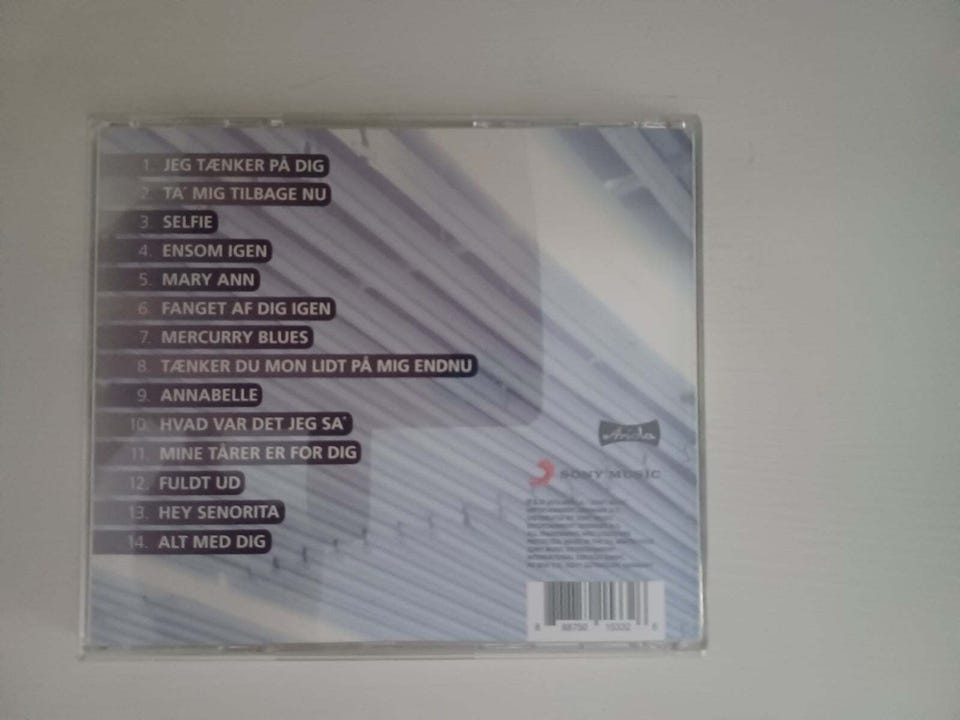 1. JEG TÆNKER PÅ DIG
2. TA' MIG TILBAGE NU
3. SELFIE
4. ENSOM IGEN
5. MARY ANN
6. FANGET AF DIG IGEN
7. MERCURRY BLUES
8. TÆNKER DU MON LIDT PÅ MIG ENDNU
9. ANNABELLE
10. HVAD VAR DET JEG SA'
11. MINE TÅRER ER FOR DIG
12. FULDT UD
13. HEY SENORITA
14. ALT MED DIG
Ariola
SONY MUSIC